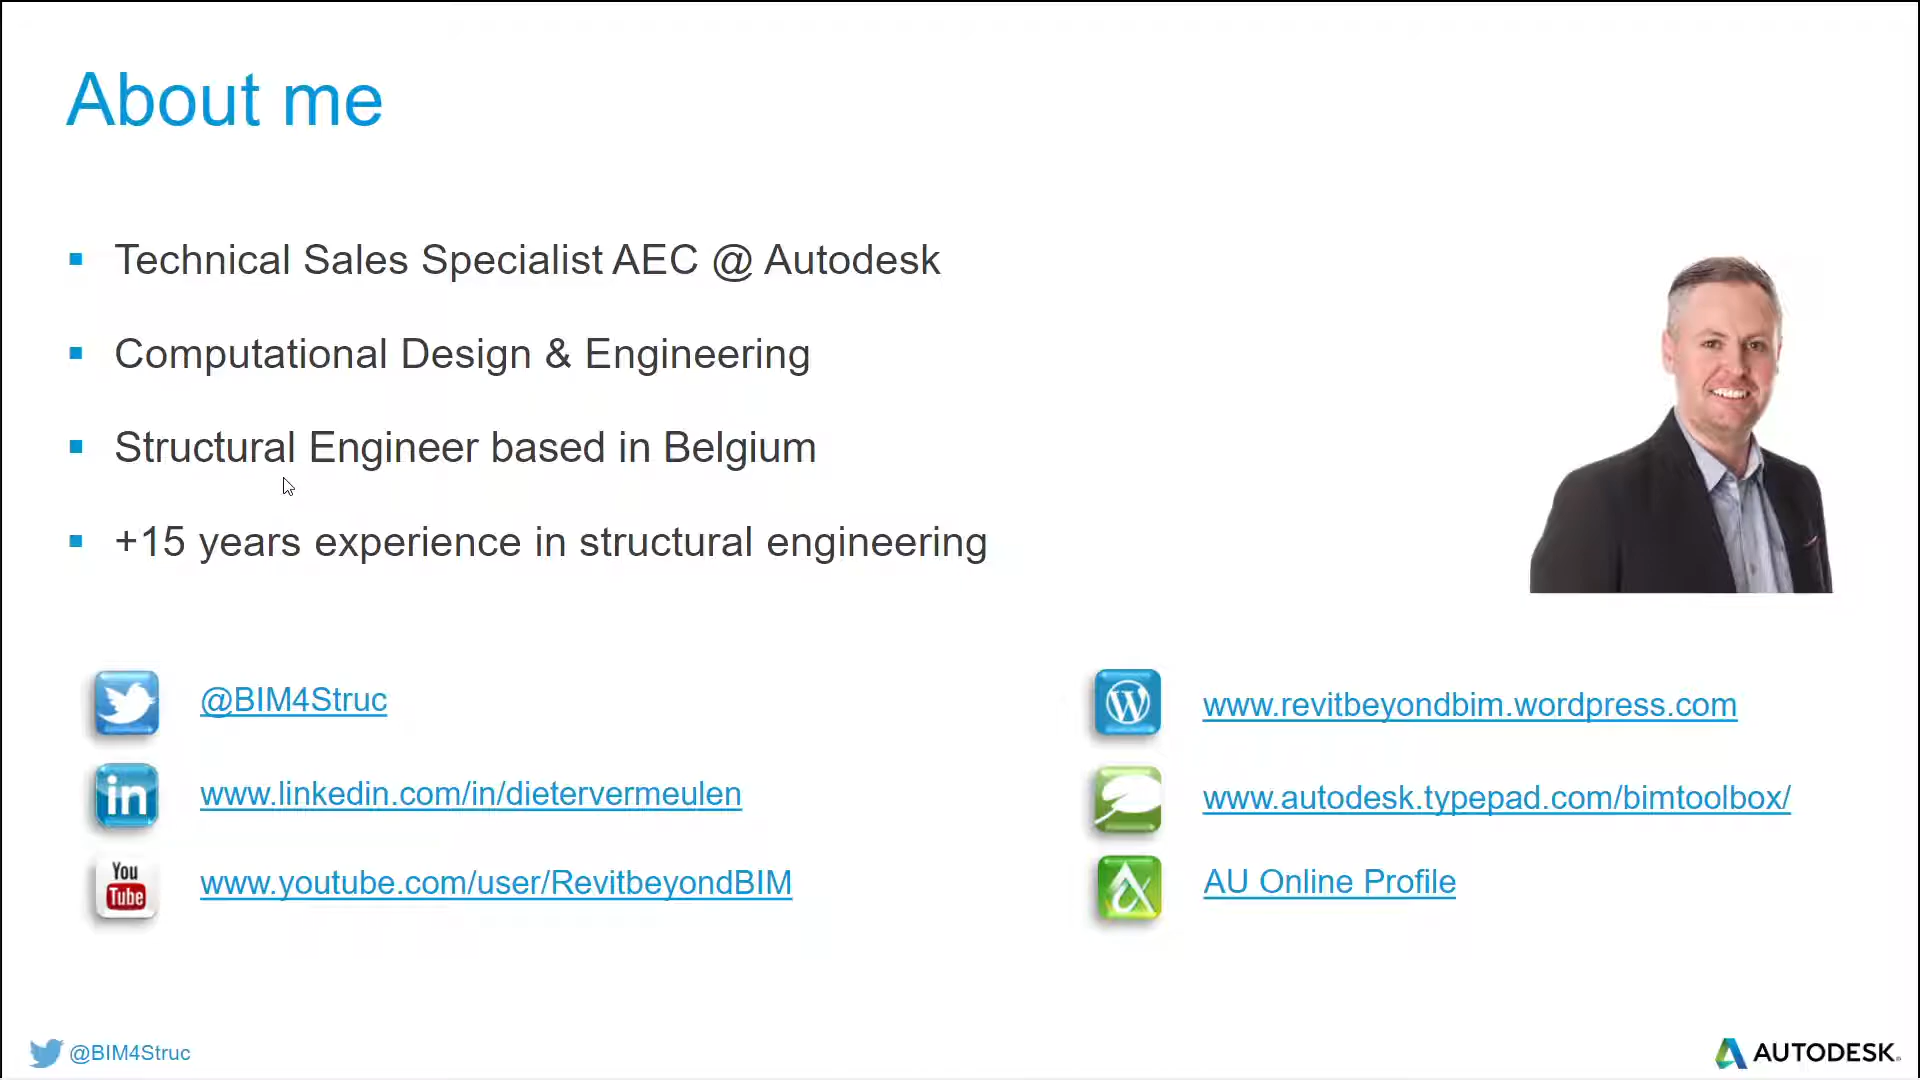 About me
Technical Sales Specialist AEC @ Autodesk
Computational Design & Engineering
Structural Engineer based in Belgium
+15 years experience in structural engineering
@BIM4Struc
www.linkedin.com/in/dietervermeulen
You
Tube
www.youtube.com/user/RevitbeyondBIM
www.revitbeyondbim.wordpress.com
www.autodesk.typepad.com/bimtoolbox/
AU Online Profile
@BIM4Struc
AUTODESK.